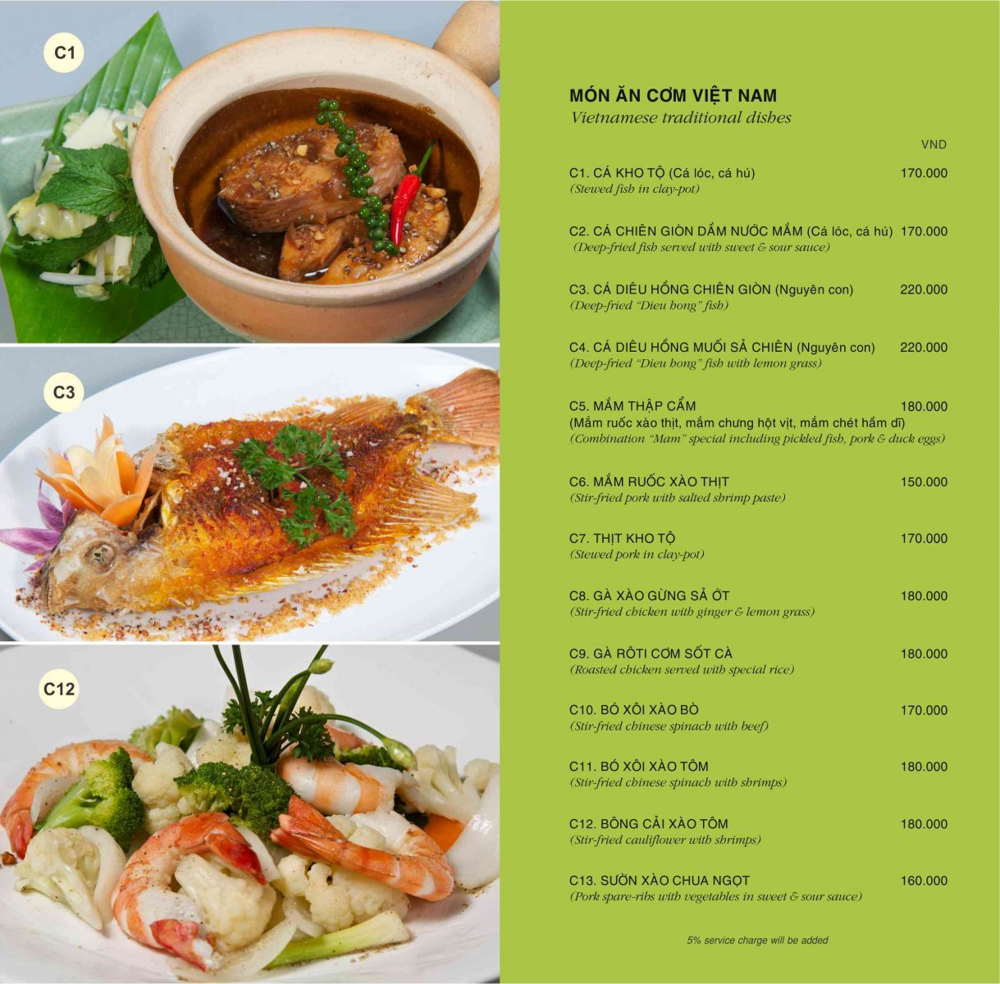 C1
C3
C12
MÓN ĂN CƠM VIỆT NAM
Vietnamese traditional dishes
VND
C1. CÁ KHO TỘ (Cá lóc, cá hú) 170.000
(Stewed fish in clay-pot)
C2. CÁ CHIÊN GIÒN DẦM NƯỚC MẮM (Cá lóc, cá hú) 170.000
(Deep-fried fish served with sweet & sour sauce)
C3. CÁ DIÊU HỒNG CHIÊN GIÒN (Nguyên con) 220.000
(Deep-fried “Dieu hong” fish)
C4. CÁ DIÊU HỒNG MUỐI SẢ CHIÊN (Nguyên con) 220.000
(Deep-fried “Dieu hong” fish with lemon grass)
C5. MẮM THẬP CẨM 180.000
(Mắm ruốc xào thịt, mắm chưng hột vịt, mắm chét hầm dĩ)
(Combination “Mam” special including pickled fish, pork & duck eggs)
C6. MẮM RUỐC XÀO THỊT 150.000
(Stir-fried pork with salted shrimp paste)
C7. THỊT KHO TỘ 170.000
(Stewed pork in clay-pot)
C8. GÀ XÀO GỪNG SẢ ỚT 180.000
(Stir-fried chicken with ginger & lemon grass)
C9. GÀ RÔTI CƠM SỐT CÀ 180.000
(Roasted chicken served with special rice)
C10. BÓ XÔI XÀO BÒ 170.000
(Stir-fried chinese spinach with beef)
C11. BÓ XÔI XÀO TÔM 180.000
(Stir-fried chinese spinach with shrimps)
C12. BÔNG CẢI XÀO TÔM 180.000
(Stir-fried cauliflower with shrimps)
C13. SƯỜN XÀO CHUA NGỌT 160.000
(Pork spare-ribs with vegetables in sweet & sour sauce)
5% service charge will be added